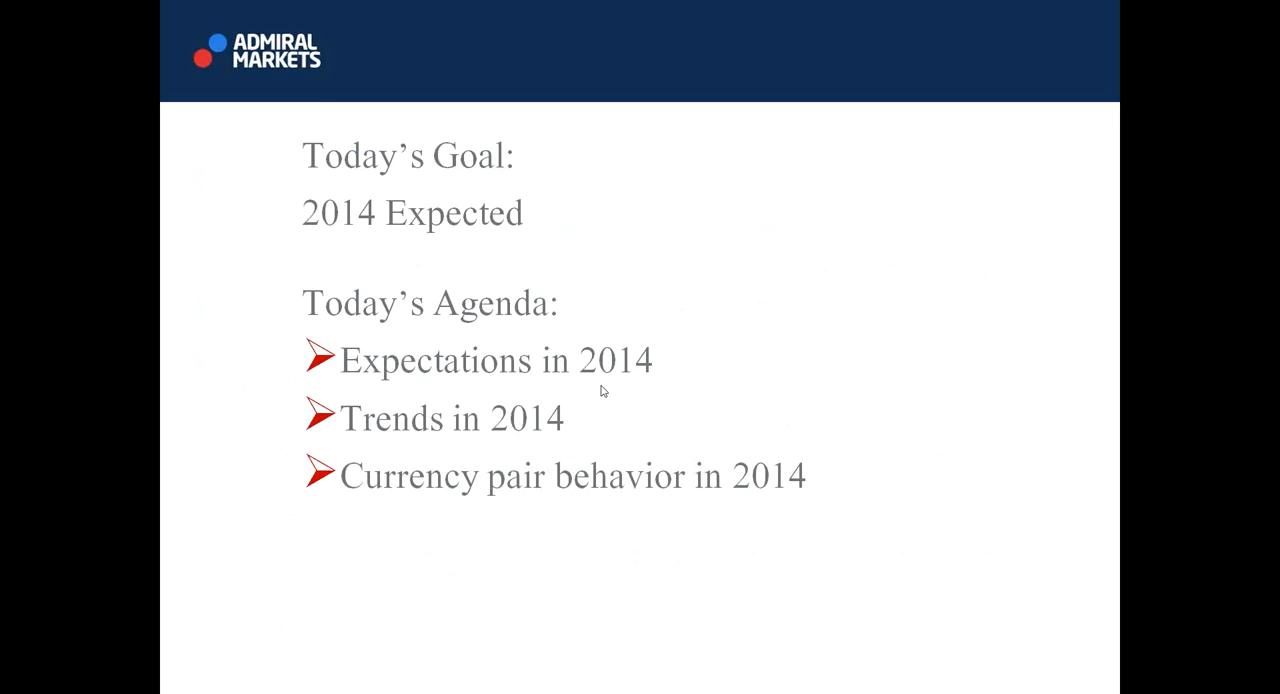 ADMIRAL
MARKETS
Today’s Goal:
2014 Expected
Today’s Agenda:
Expectations in 2014
Trends in 2014
Currency pair behavior in 2014